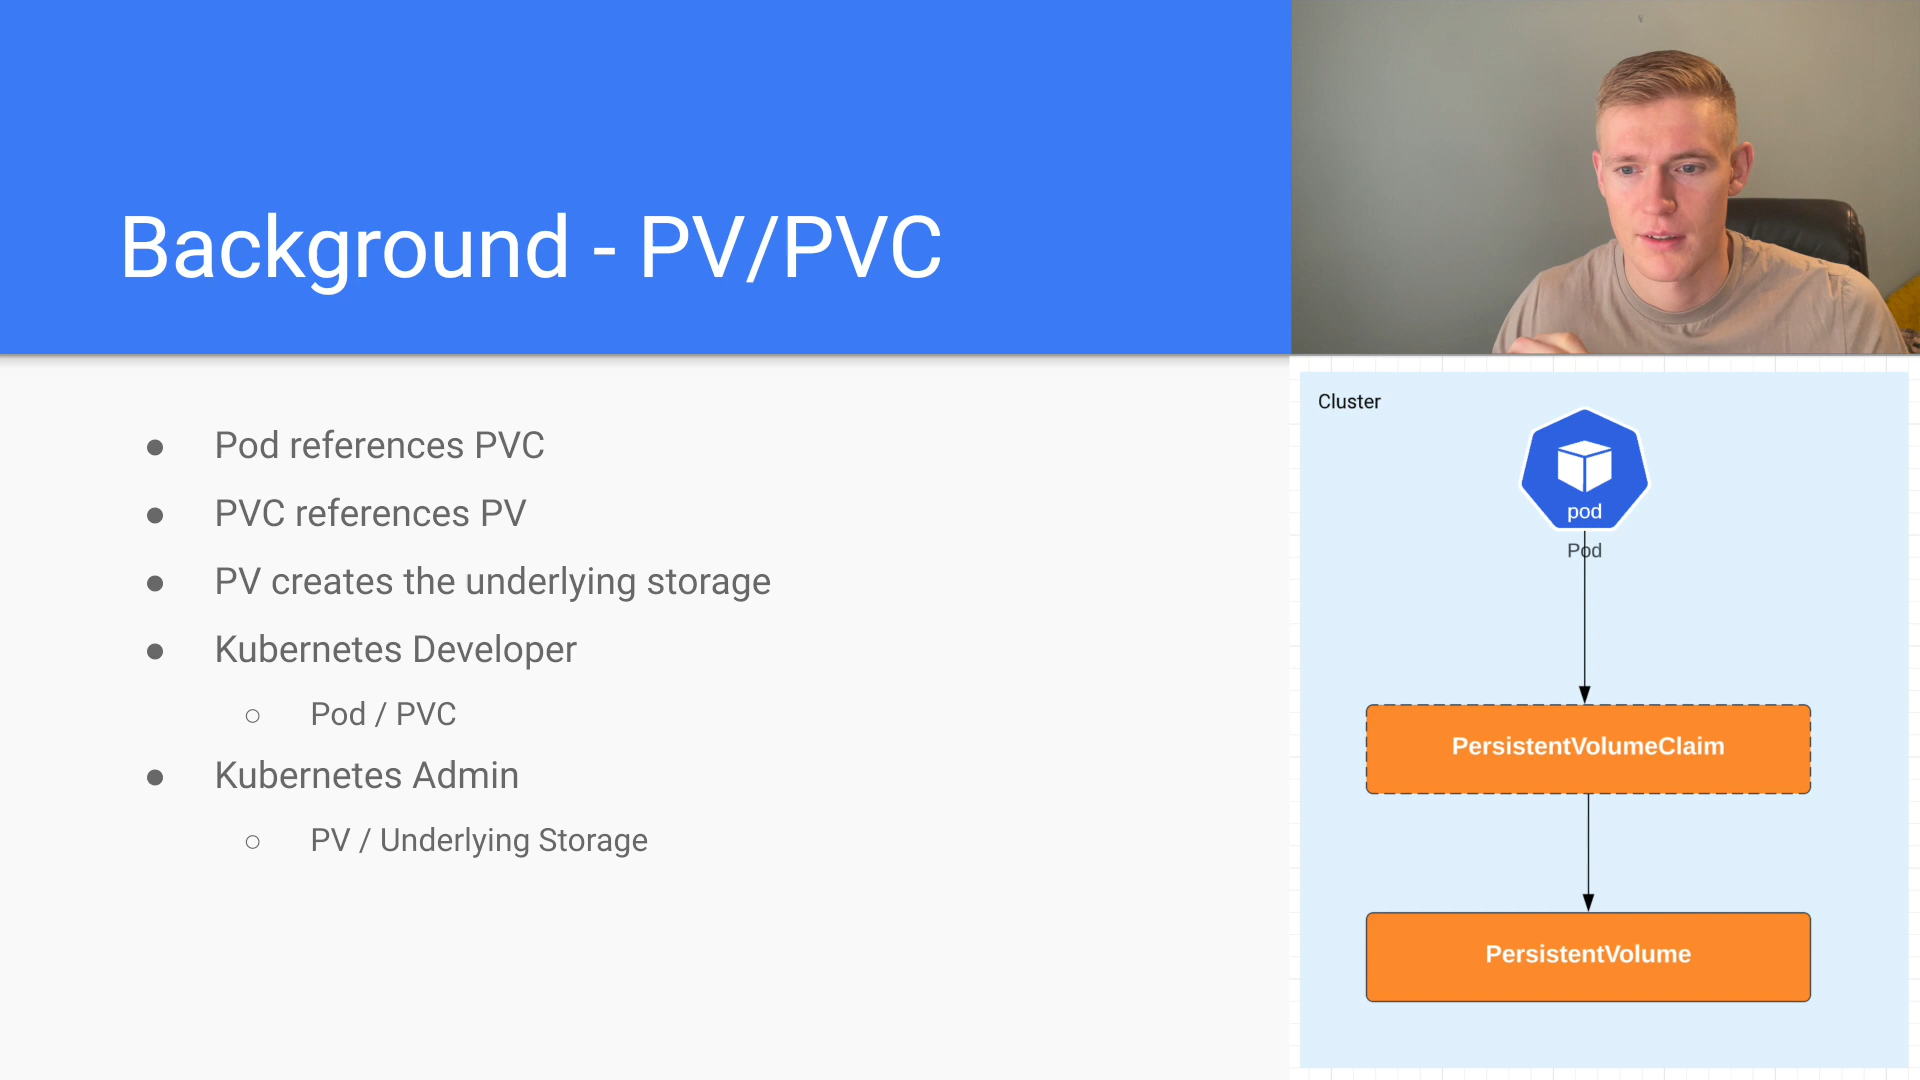 Background - PV/PVC
● Pod references PVC
● PVC references PV
● PV creates the underlying storage
● Kubernetes Developer
○ Pod / PVC
● Kubernetes Admin
○ PV / Underlying Storage
Cluster
pod
Pod
PersistentVolumeClaim
PersistentVolume